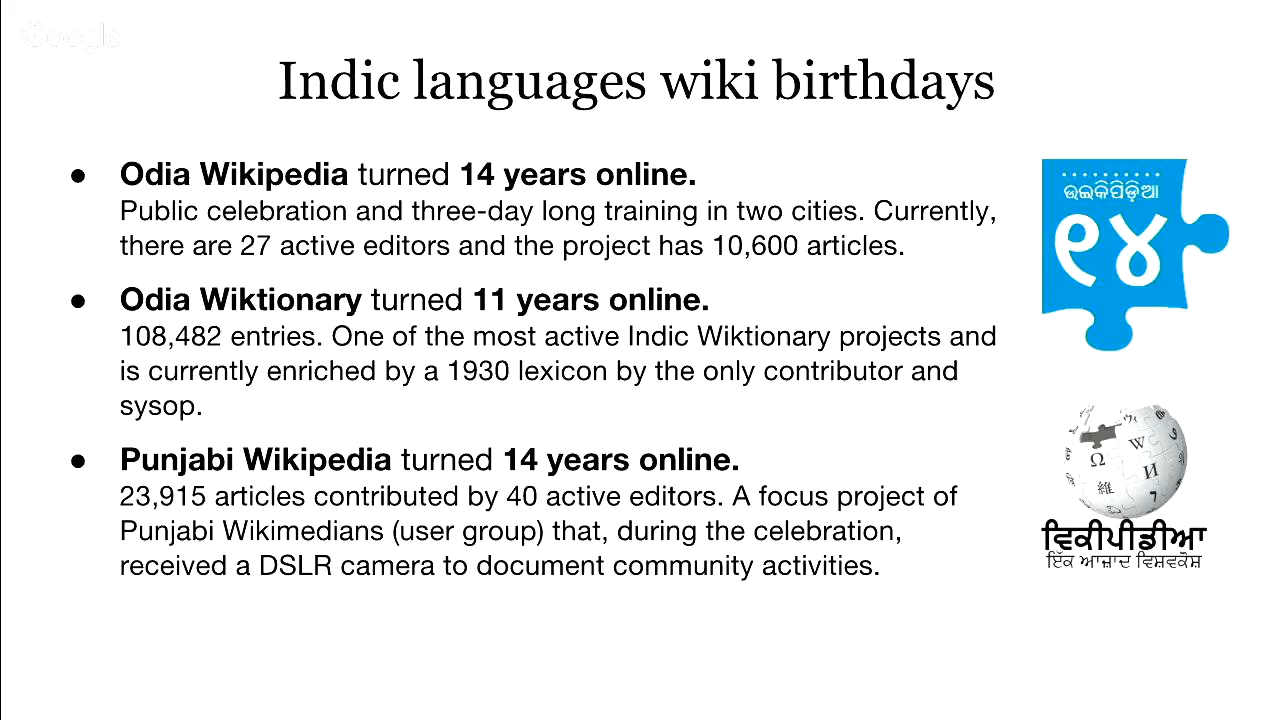 Google
Indic languages wiki birthdays
● Odia Wikipedia turned 14 years online.
Public celebration and three-day long training in two cities. Currently,
there are 27 active editors and the project has 10,600 articles.
● Odia Wiktionary turned 11 years online.
108,482 entries. One of the most active Indic Wiktionary projects and
is currently enriched by a 1930 lexicon by the only contributor and
sysop.
● Punjabi Wikipedia turned 14 years online.
23,915 articles contributed by 40 active editors. A focus project of
Punjabi Wikimedians (user group) that, during the celebration,
received a DSLR camera to document community activities.
ଉଇକିପିଡ଼ିଆ
୧୪
Ω W И
維 7
ਵਿਕੀਪੀਡੀਆ
ਇੱਕ ਆਜ਼ਾਦ ਵਿਸ਼ਵਕੋਸ਼